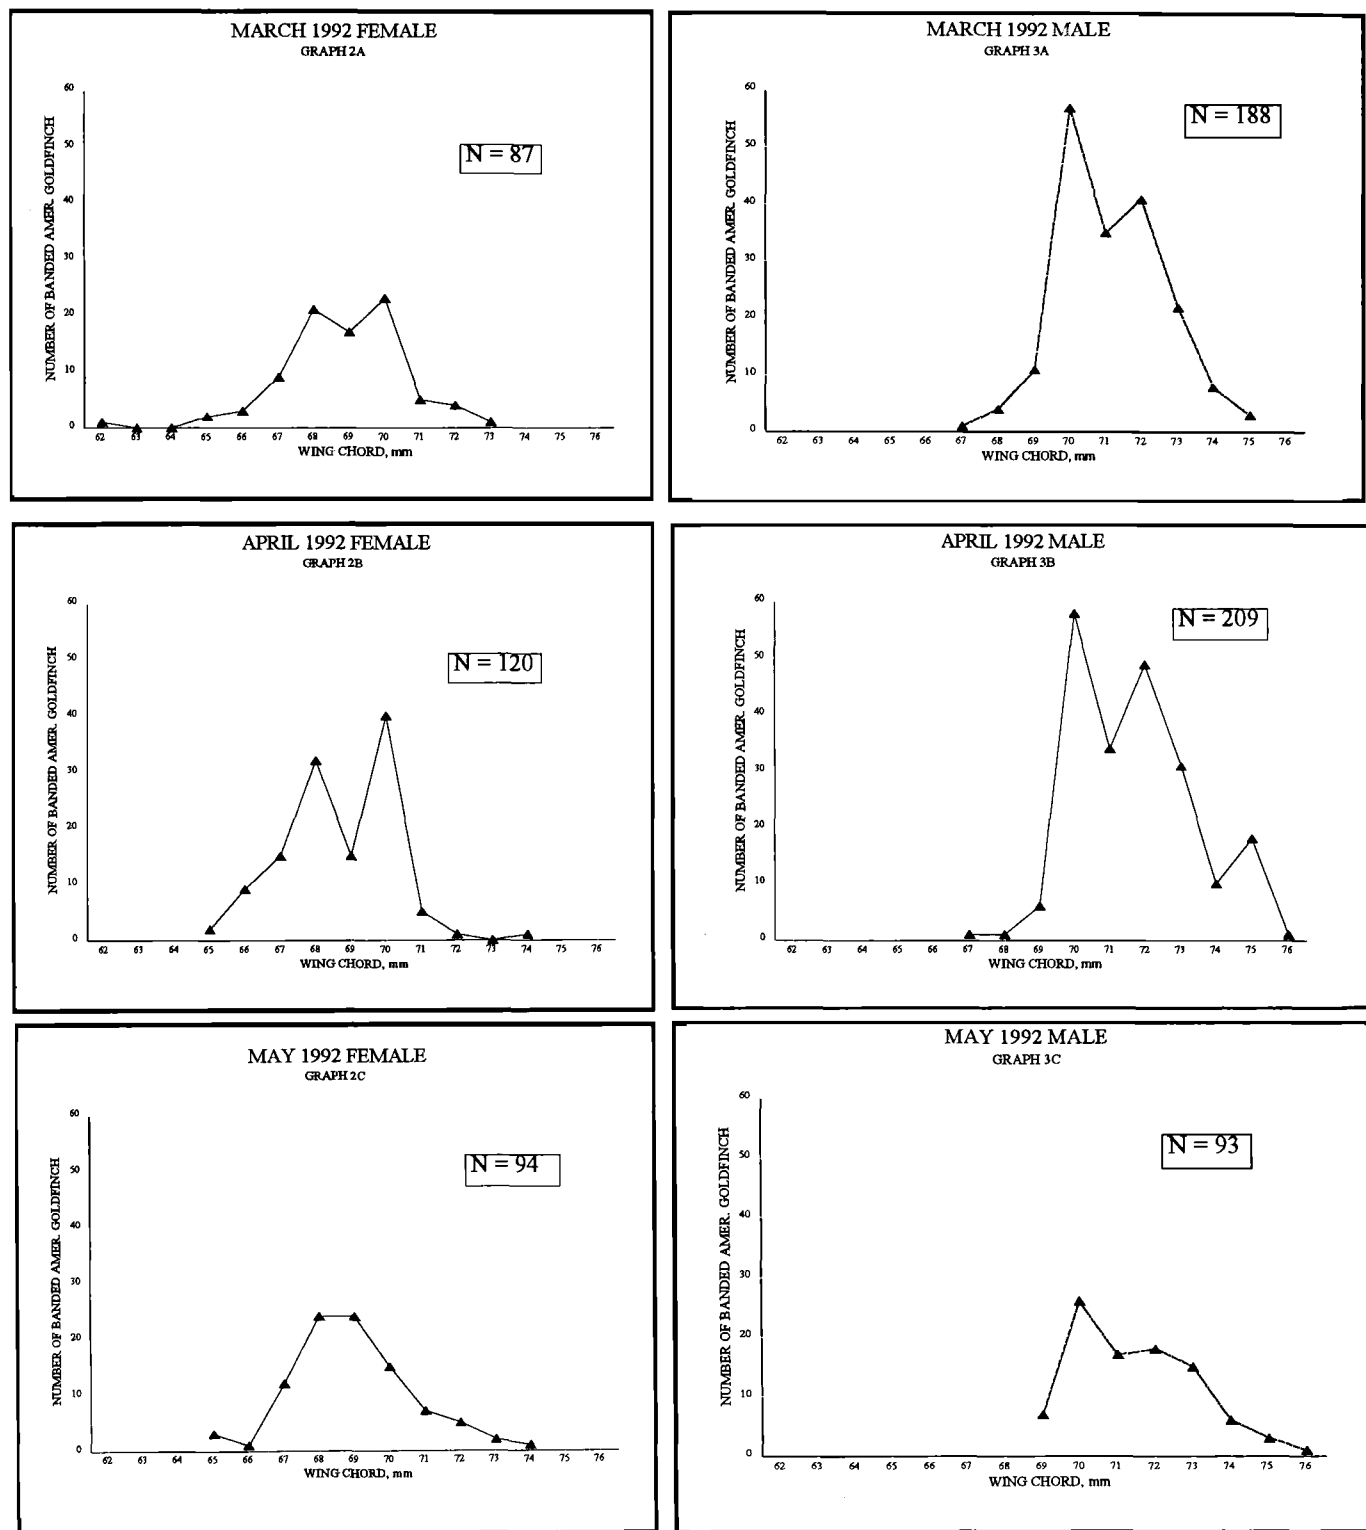 MARCH 1992 FEMALE
GRAPH 2A
NUMBER OF BANDED AMER. GOLDFINCH
60
50
40
30
20
10
0
N = 87
62 63 64 65 66 67 68 69 70 71 72 73 74 75 76
WING CHORD, mm
MARCH 1992 MALE
GRAPH 3A
NUMBER OF BANDED AMER. GOLDFINCH
60
50
40
30
20
10
0
N = 188
62 63 64 65 66 67 68 69 70 71 72 73 74 75 76
WING CHORD, mm
APRIL 1992 FEMALE
GRAPH 2B
NUMBER OF BANDED AMER. GOLDFINCH
60
50
40
30
20
10
0
N = 120
62 63 64 65 66 67 68 69 70 71 72 73 74 75 76
WING CHORD, mm
APRIL 1992 MALE
GRAPH 3B
NUMBER OF BANDED AMER. GOLDFINCH
60
50
40
30
20
10
0
N = 209
62 63 64 65 66 67 68 69 70 71 72 73 74 75 76
WING CHORD, mm
MAY 1992 FEMALE
GRAPH 2C
NUMBER OF BANDED AMER. GOLDFINCH
60
50
40
30
20
10
0
N = 94
62 63 64 65 66 67 68 69 70 71 72 73 74 75 76
WING CHORD, mm
MAY 1992 MALE
GRAPH 3C
NUMBER OF BANDED AMER. GOLDFINCH
60
50
40
30
20
10
0
N = 93
62 63 64 65 66 67 68 69 70 71 72 73 74 75 76
WING CHORD, mm